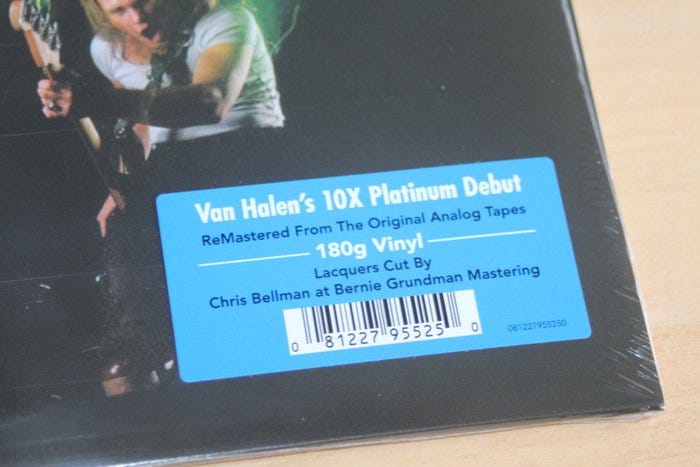 Van Halen's 10X Platinum Debut
ReMastered From The Original Analog Tapes
180g Vinyl
Lacquers Cut By
Chris Bellman at Bernie Grundman Mastering
0 81227 95525 0
081227955250